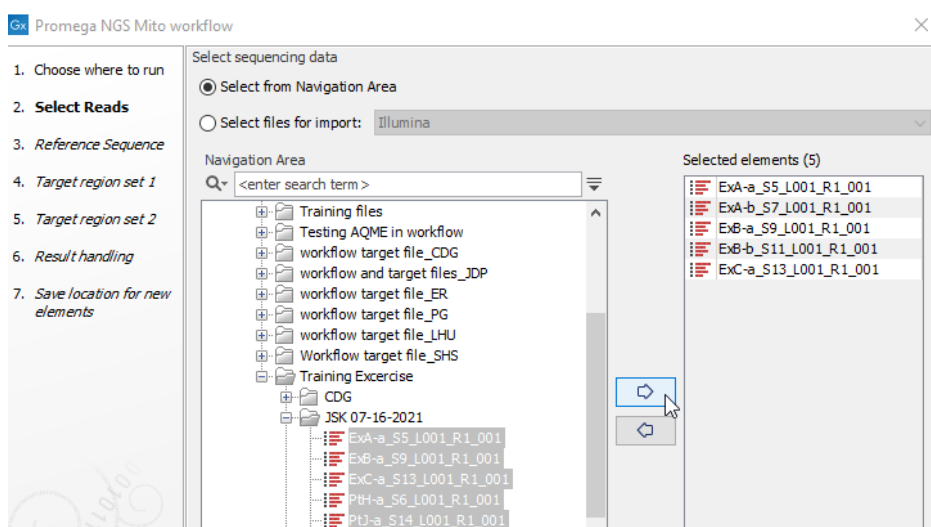 Gx Promega NGS Mito workflow
1. Choose where to run
2. Select Reads
3. Reference Sequence
4. Target region set 1
5. Target region set 2
6. Result handling
7. Save location for new
elements
Select sequencing data
Select from Navigation Area
Select files for import: Illumina
Navigation Area
<enter search term>
Training files
Testing AQME in workflow
workflow target file_CDG
workflow and target files_JDP
workflow target file_ER
workflow target file_PG
workflow target file_LHU
Workflow target file_SHS
Training Excercise
CDG
JSK 07-16-2021
ExA-a_S5_L001_R1_001
ExB-a_S9_L001_R1_001
ExC-a_S13_L001_R1_001
PtH-a_S6_L001_R1_001
PtJ-a_S14_L001_R1_001
Selected elements (5)
ExA-a_S5_L001_R1_001
ExA-b_S7_L001_R1_001
ExB-a_S9_L001_R1_001
ExB-b_S11_L001_R1_001
ExC-a_S13_L001_R1_001